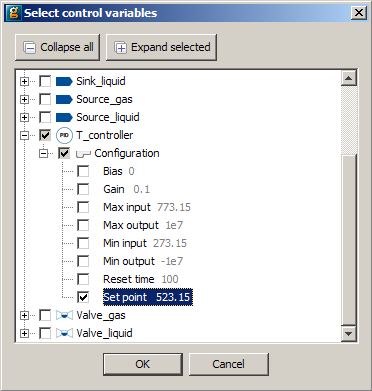 Select control variables
Collapse all
Expand selected
Sink_liquid
Source_gas
Source_liquid
PID T_controller
Configuration
Bias 0
Gain 0.1
Max input 773.15
Max output 1e7
Min input 273.15
Min output -1e7
Reset time 100
Set point 523.15
Valve_gas
Valve_liquid
OK
Cancel